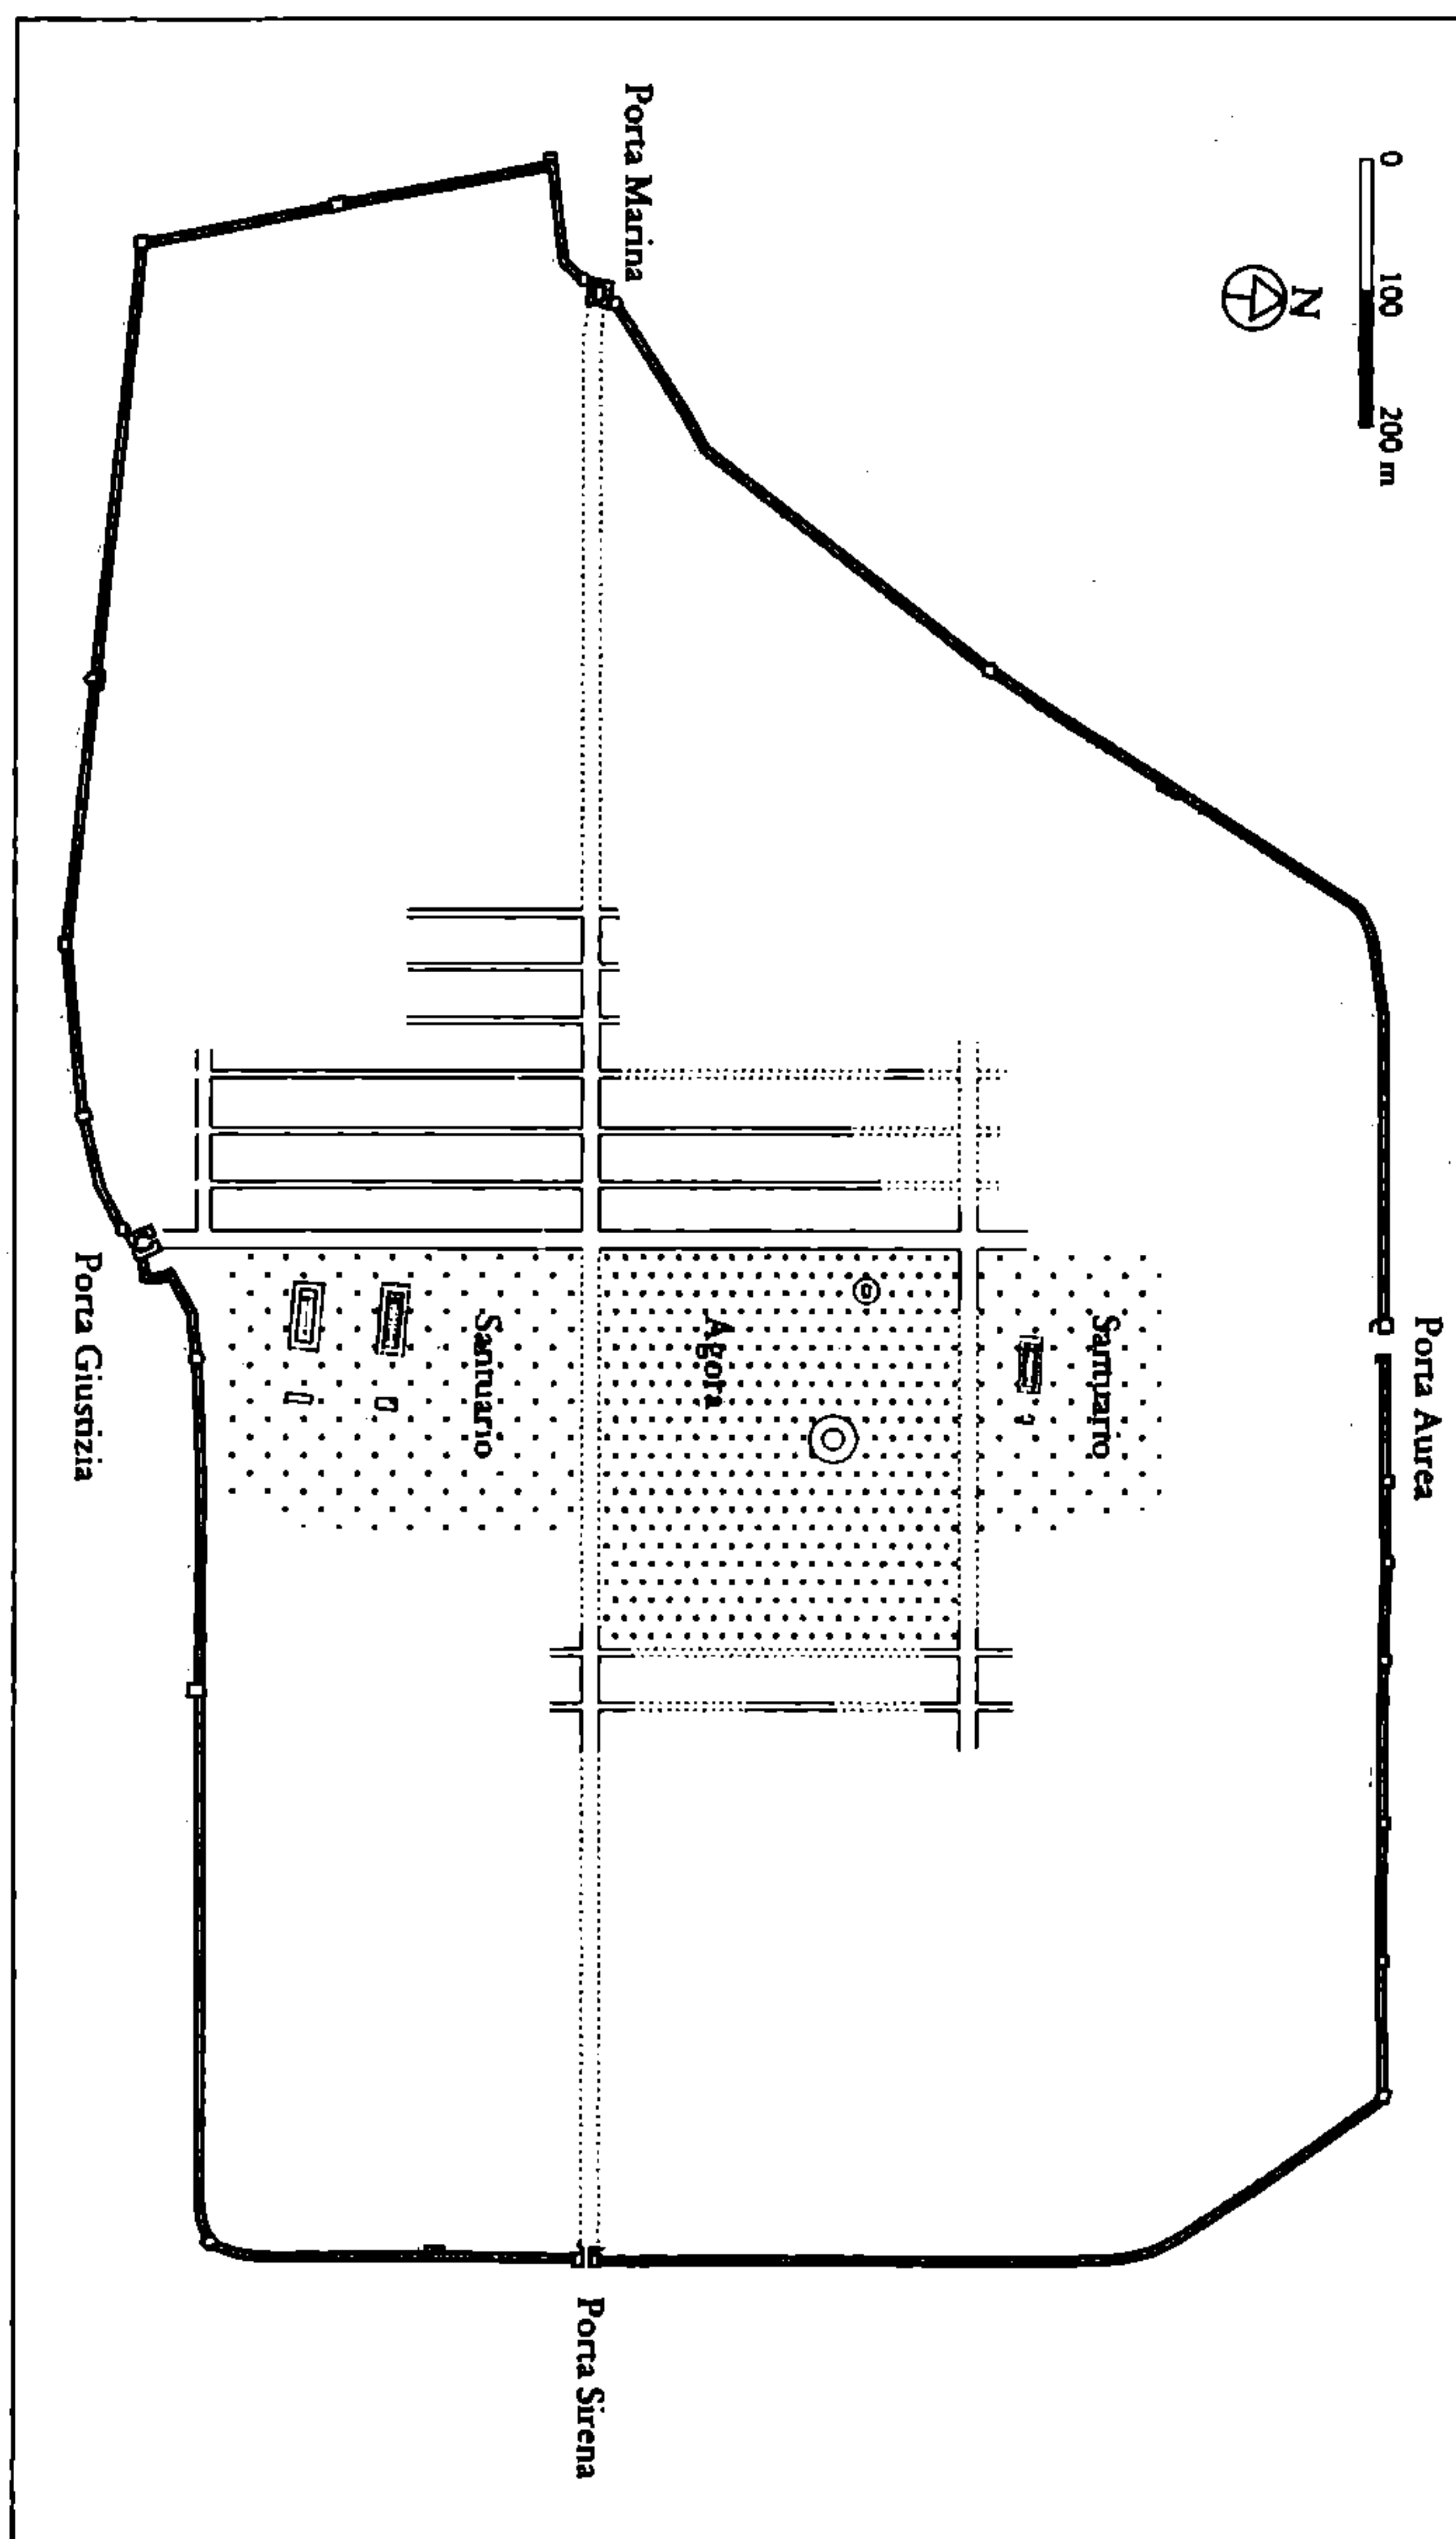 0 100 200 m
N
Porta Aurea
Porta Marina
Santuario
Agora
Santuario
Porta Giustizia
Porta Sirena